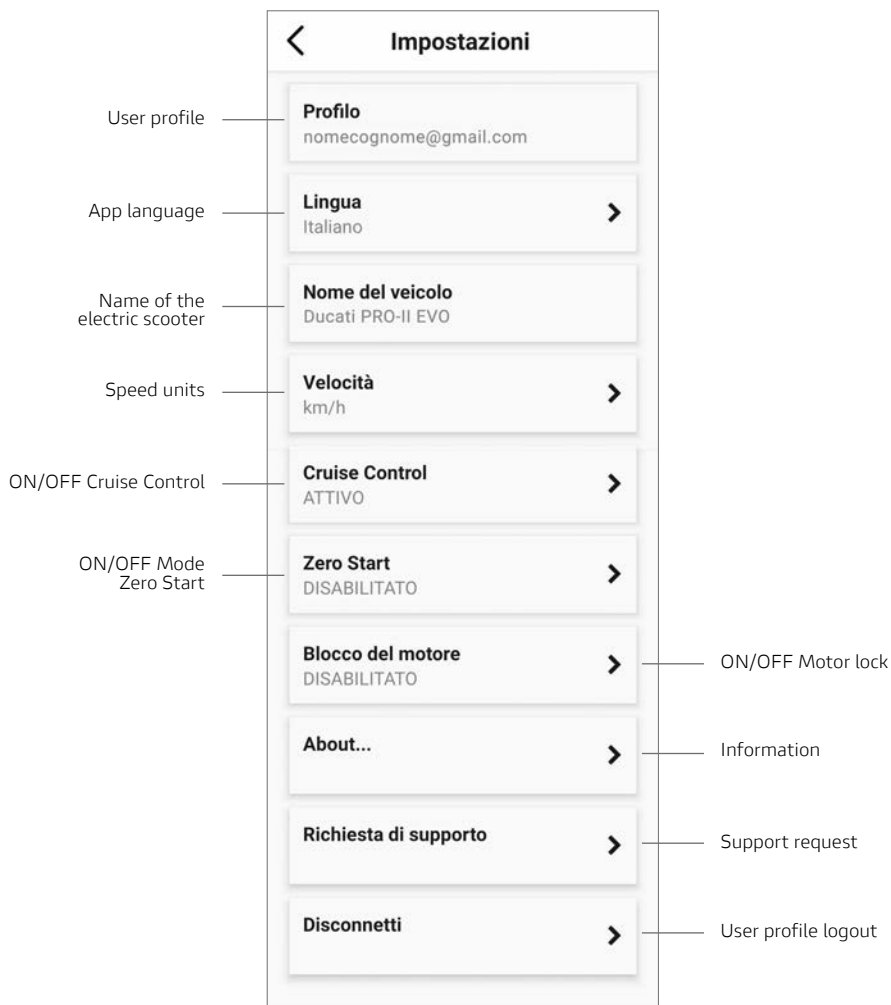 Impostazioni
User profile
Profilo
nomecognome@gmail.com
App language
Lingua
Italiano
Name of the
electric scooter
Nome del veicolo
Ducati PRO-II EVO
Speed units
Velocità
km/h
ON/OFF Cruise Control
Cruise Control
ATTIVO
ON/OFF Mode
Zero Start
Zero Start
DISABILITATO
Blocco del motore
DISABILITATO
ON/OFF Motor lock
About...
Information
Richiesta di supporto
Support request
Disconnetti
User profile logout